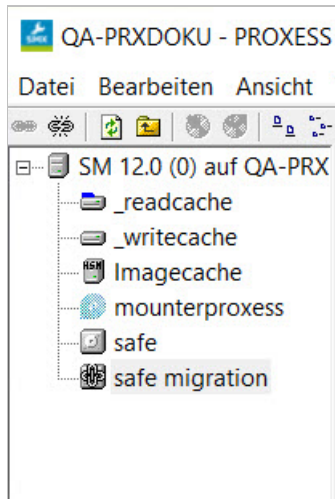 QA-PRXDOKU - PROXESS
Datei Bearbeiten Ansicht
SM 12.0 (0) auf QA-PRX
_readcache
_writecache
Imagecache
mounterproxess
safe
safe migration